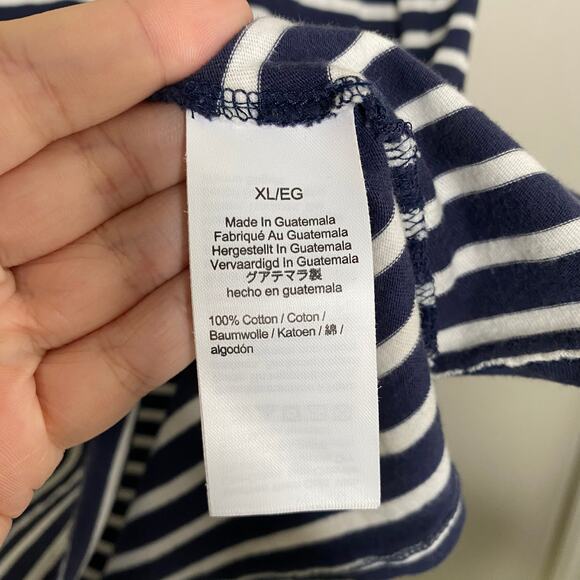 XL/EG
Made In Guatemala
Fabriqué Au Guatemala
Hergestellt In Guatemala
Vervaardigd In Guatemala
グアテマラ製
hecho en guatemala
100% Cotton / Coton /
Baumwolle / Katoen / 綿 /
algodón